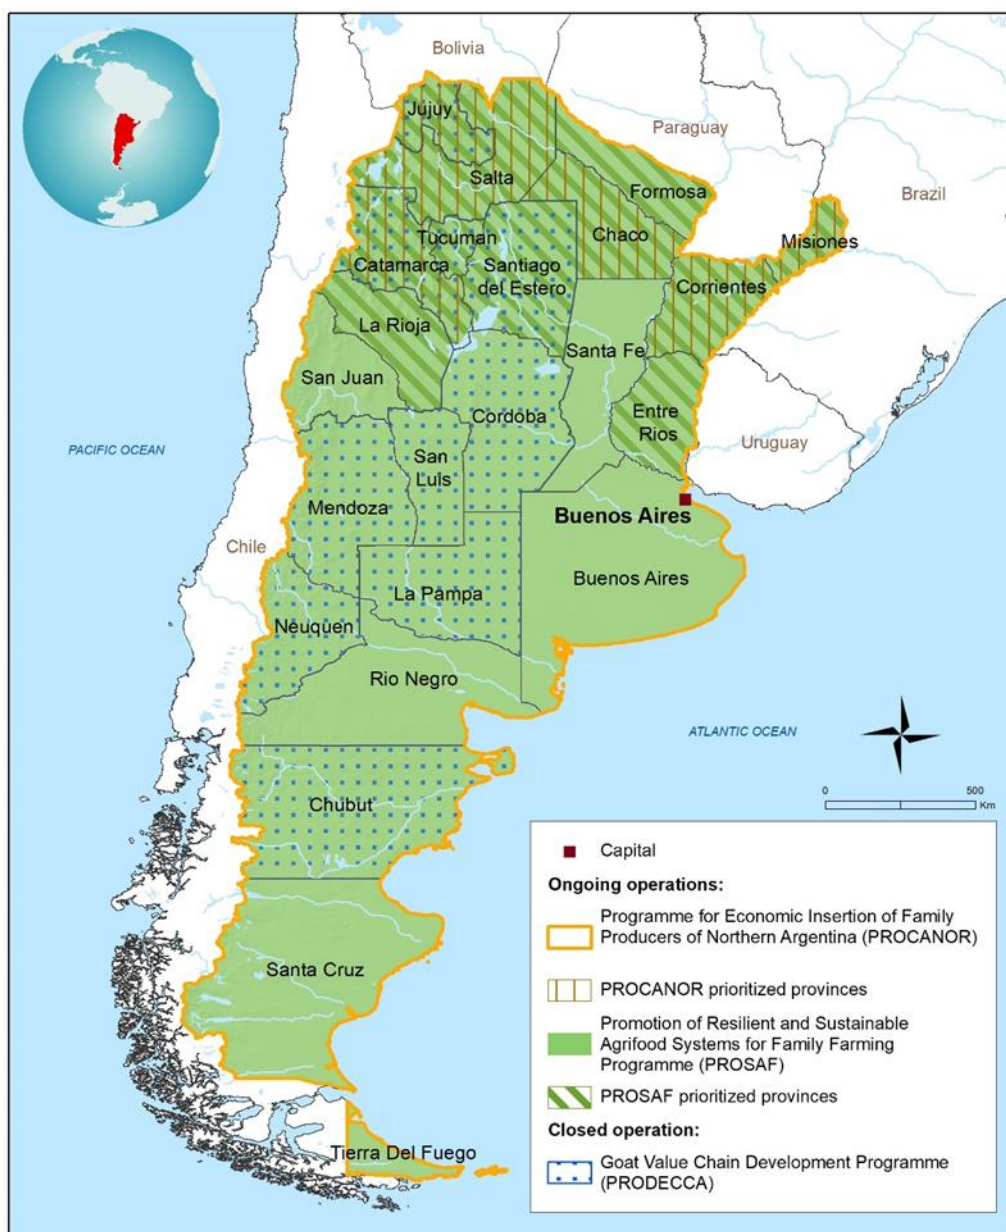 Bolivia
Jujuy
Paraguay
Salta
Formosa
Brazil
Chaco
Misiones
Tucuman
Catamarca
Santiago
del Estero
Corrientes
La Rioja
Santa Fe
San Juan
Cordoba
Entre
Rios
PACIFIC OCEAN
Uruguay
San
Luis
Mendoza
Buenos Aires
Chile
Buenos Aires
La Pampa
Neuquen
Rio Negro
ATLANTIC OCEAN
0 500
Km
Chubut
Santa Cruz
Tierra Del Fuego
Capital
Ongoing operations:
Programme for Economic Insertion of Family
Producers of Northern Argentina (PROCANOR)
PROCANOR prioritized provinces
Promotion of Resilient and Sustainable
Agrifood Systems for Family Farming
Programme (PROSAF)
PROSAF prioritized provinces
Closed operation:
Goat Value Chain Development Programme
(PRODECCA)